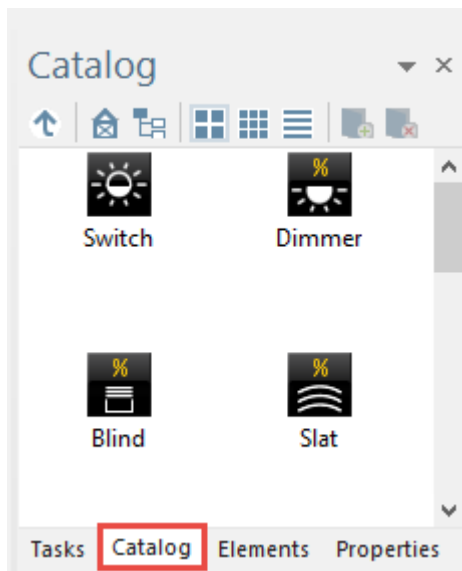 Catalog
%
Switch Dimmer
% %
Blind Slat
Tasks Catalog Elements Properties